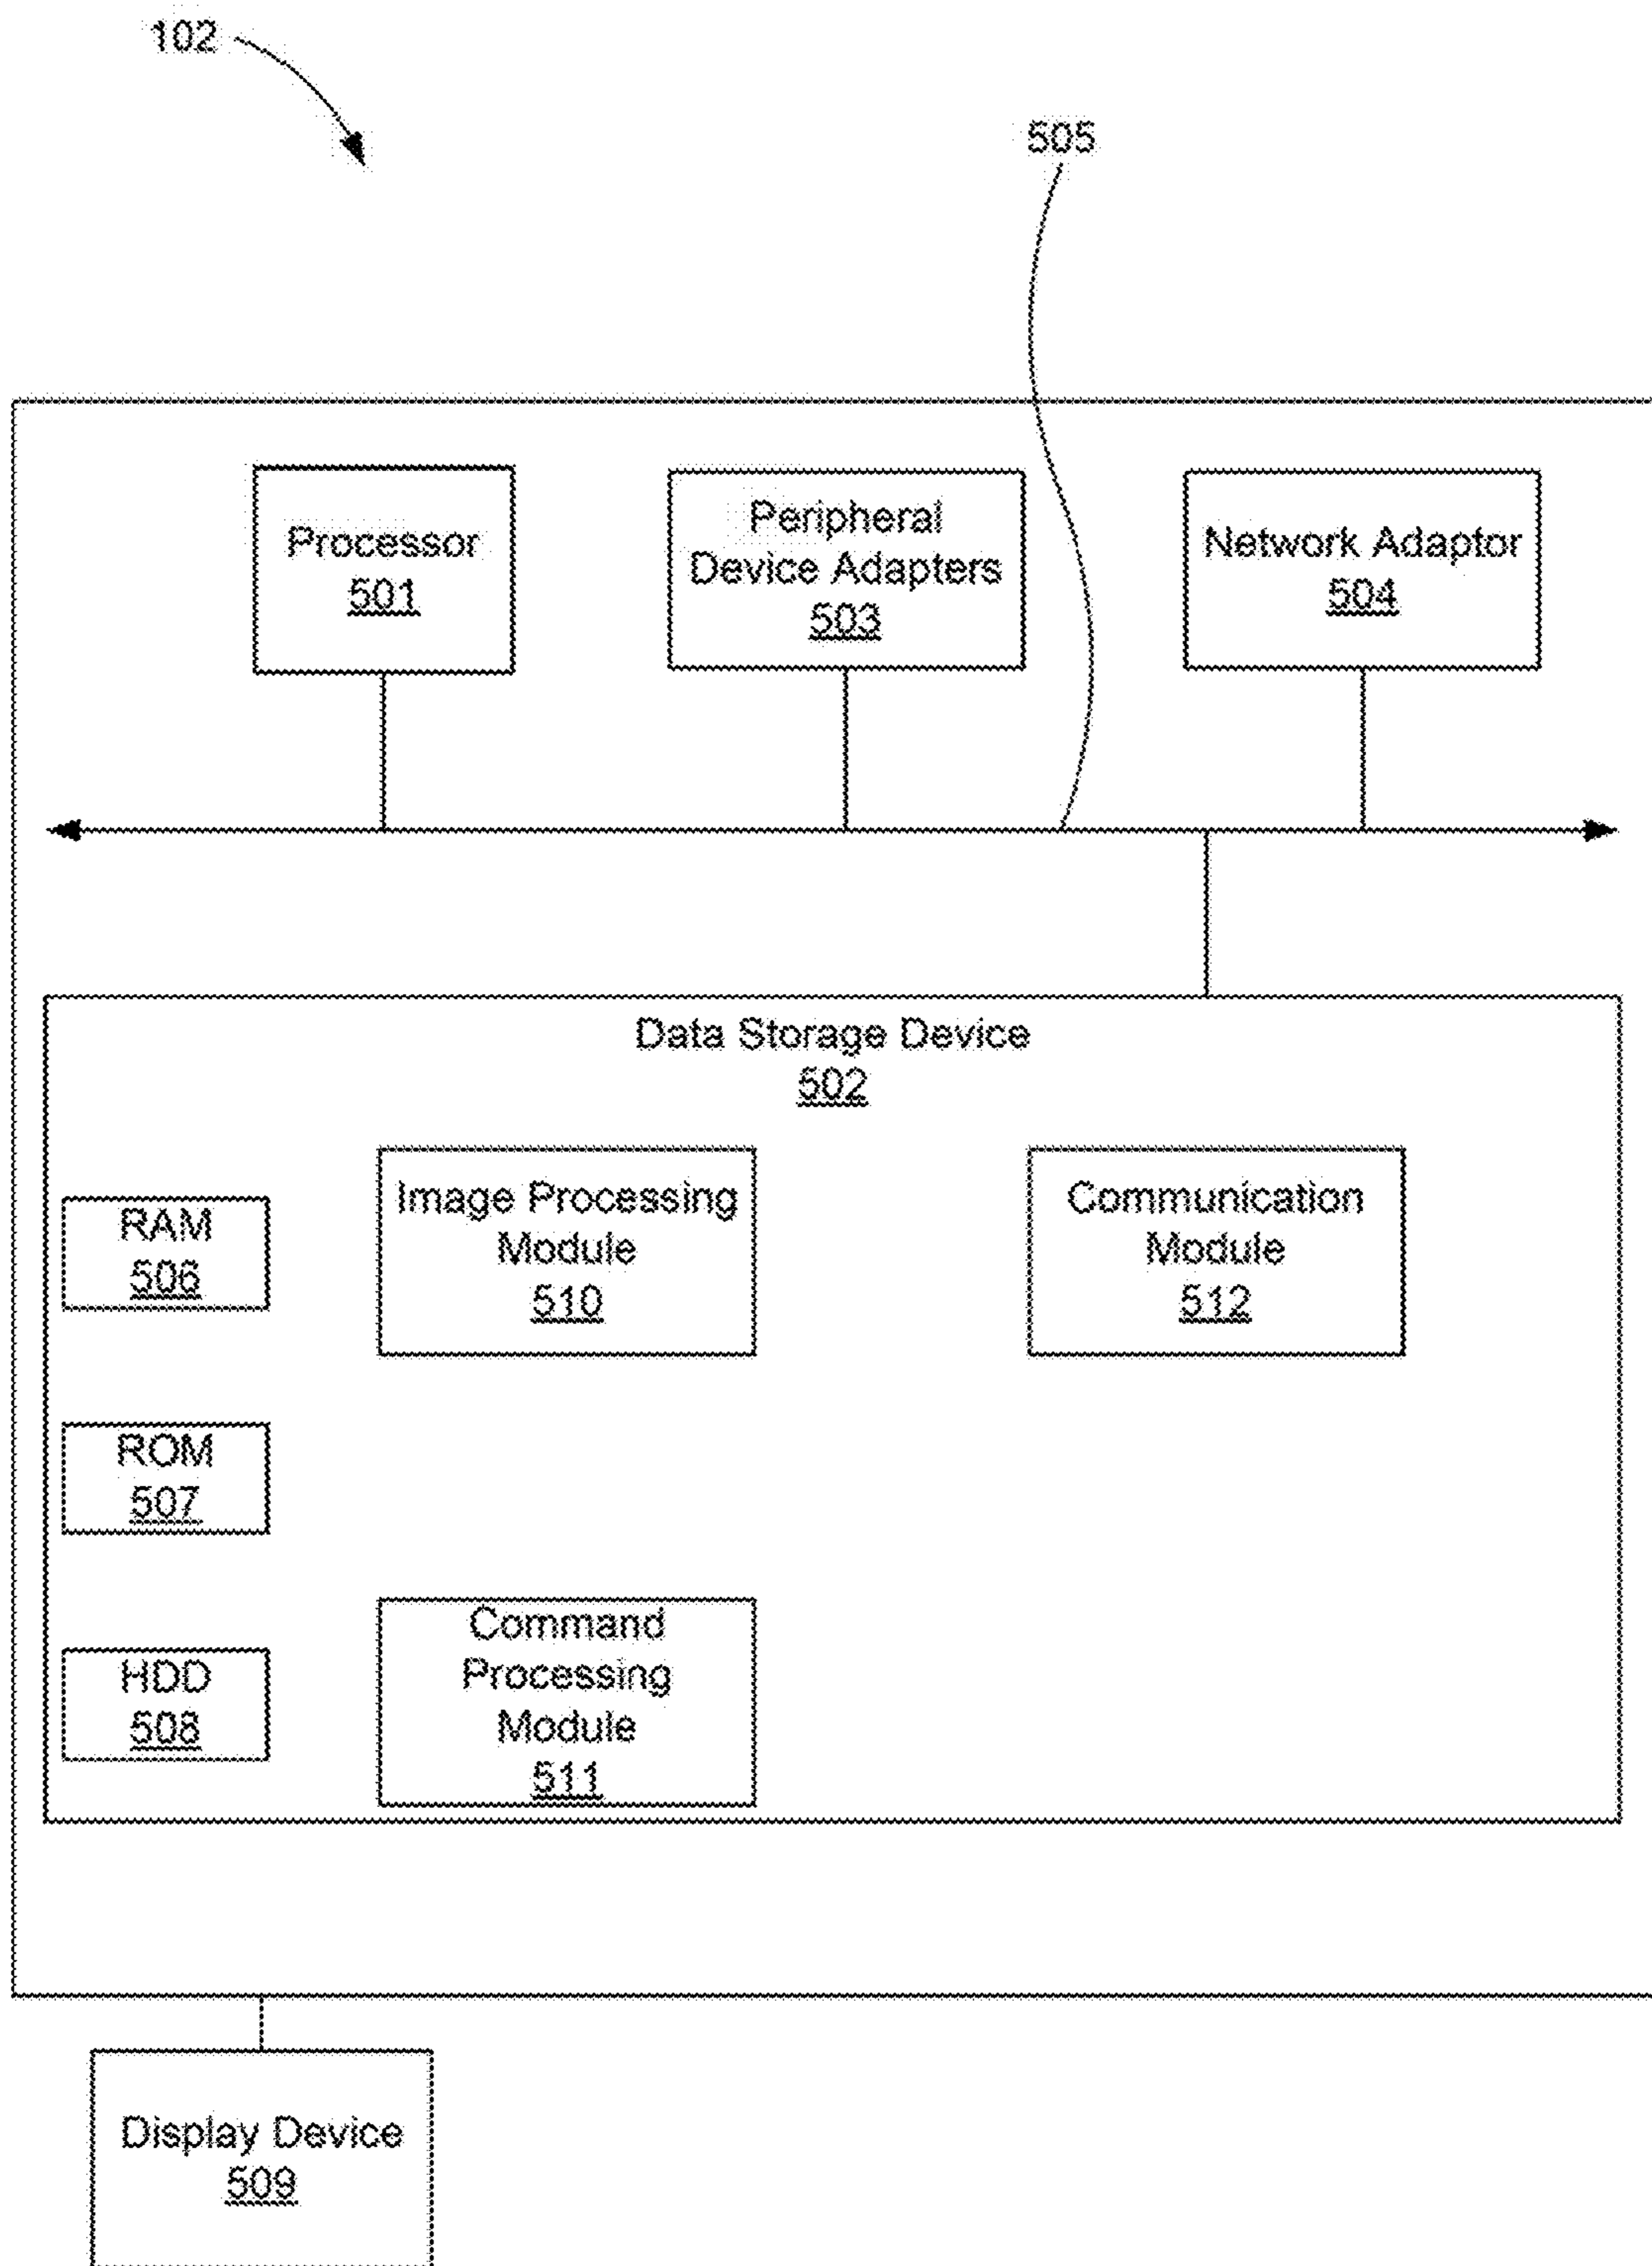 102
505
Processor
501
Peripheral
Device Adapters
503
Network Adaptor
504
Data Storage Device
502
RAM
506
Image Processing
Module
510
Communication
Module
512
ROM
507
HDD
508
Command
Processing
Module
511
Display Device
509